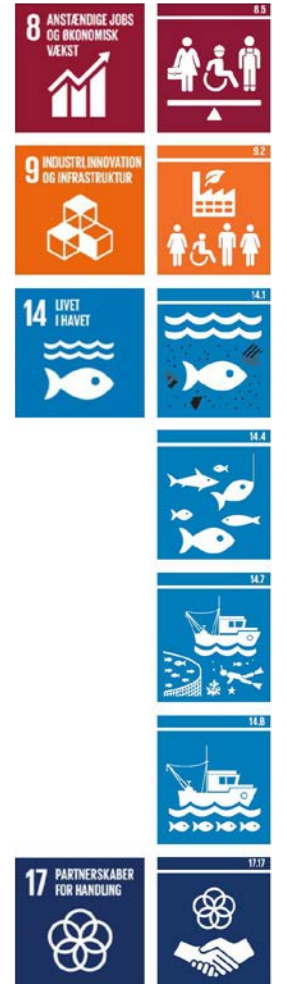 8 ANSTÆNDIGE JOBS
OG ØKONOMISK
VÆKST
8.5
9 INDUSTRI, INNOVATION
OG INFRASTRUKTUR
9.2
14 LIVET
I HAVET
14.1
14.4
14.7
14.B
17 PARTNERSKABER
FOR HANDLING
17.17